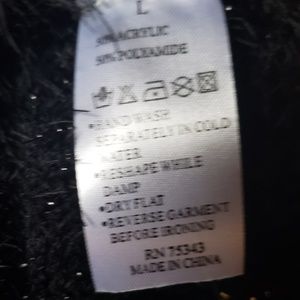 L
50% ACRYLIC
50% POLYAMIDE
•HAND WASH
SEPARATELY IN COLD
WATER
•RESHAPE WHILE
DAMP
•DRY FLAT
•REVERSE GARMENT
BEFORE IRONING
RN 75343
MADE IN CHINA